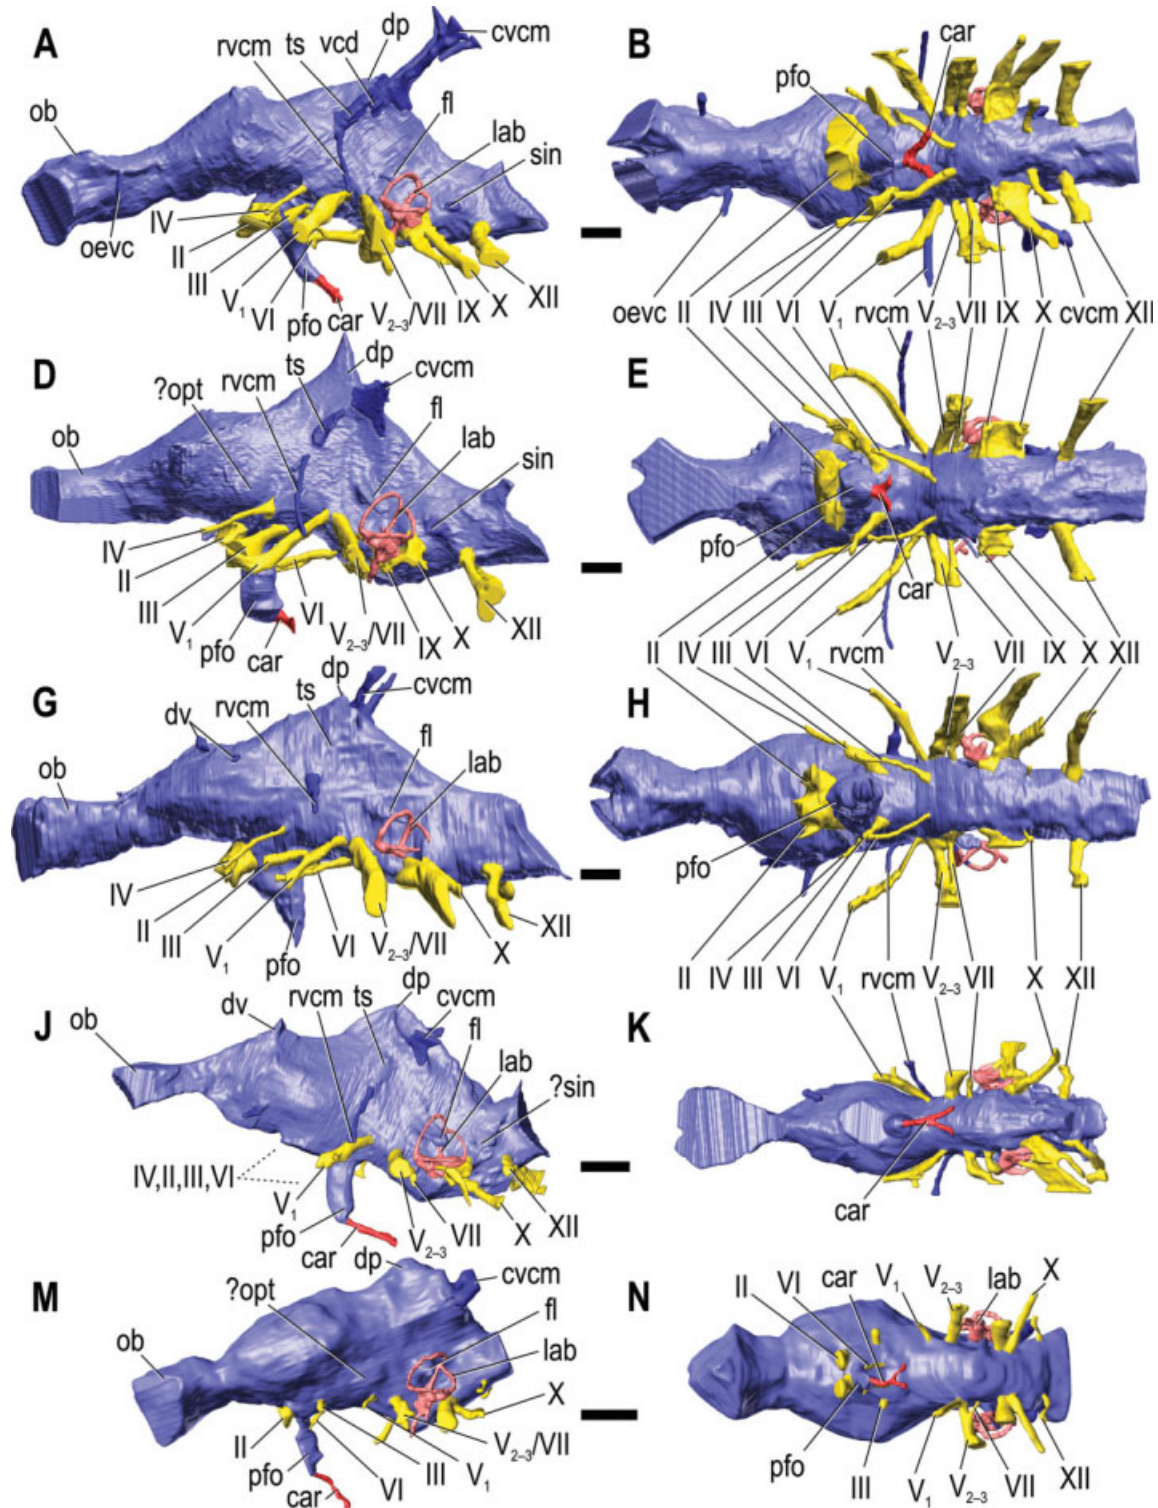 A
rvcm ts vcd dp cvcm
fl
lab
sin
ob
oevc IV II III V1 VI pfo car V2–3/VII IX X XII
B
car
pfo
oevc II IV III VI V1 rvcm V2–3 VII IX X cvcm XII
D
ts dp cvcm
?opt rvcm fl
ob lab
sin
IV II III V1 pfo car VI V2–3/VII IX X XII
E
pfo car
II IV III VI V1 rvcm V2–3 VII IX X XII
G
ts dp cvcm
dv rvcm fl
ob lab
IV II III V1 pfo VI V2–3/VII X XII
H
pfo
II IV III VI V1 rvcm V2–3 VII X XII
J
ob dv rvcm ts dp cvcm
fl
lab
?sin
IV,II,III,VI
V1 pfo car V2–3 VII X XII
K
car
M
?opt dp cvcm
fl
ob lab
II pfo car VI III V1 V2–3/VII X
N
II VI car V1 V2–3 lab X
pfo III V1 V2–3 VII XII